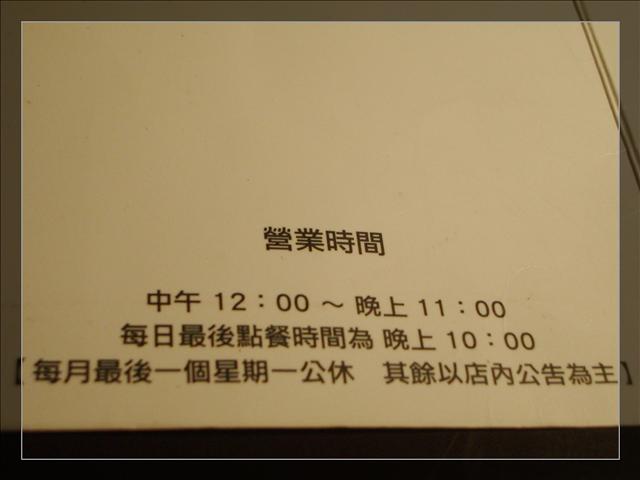 營業時間
中午 12：00 ～ 晚上 11：00
每日最後點餐時間為 晚上 10：00
【每月最後一個星期一公休 其餘以店內公告為主】